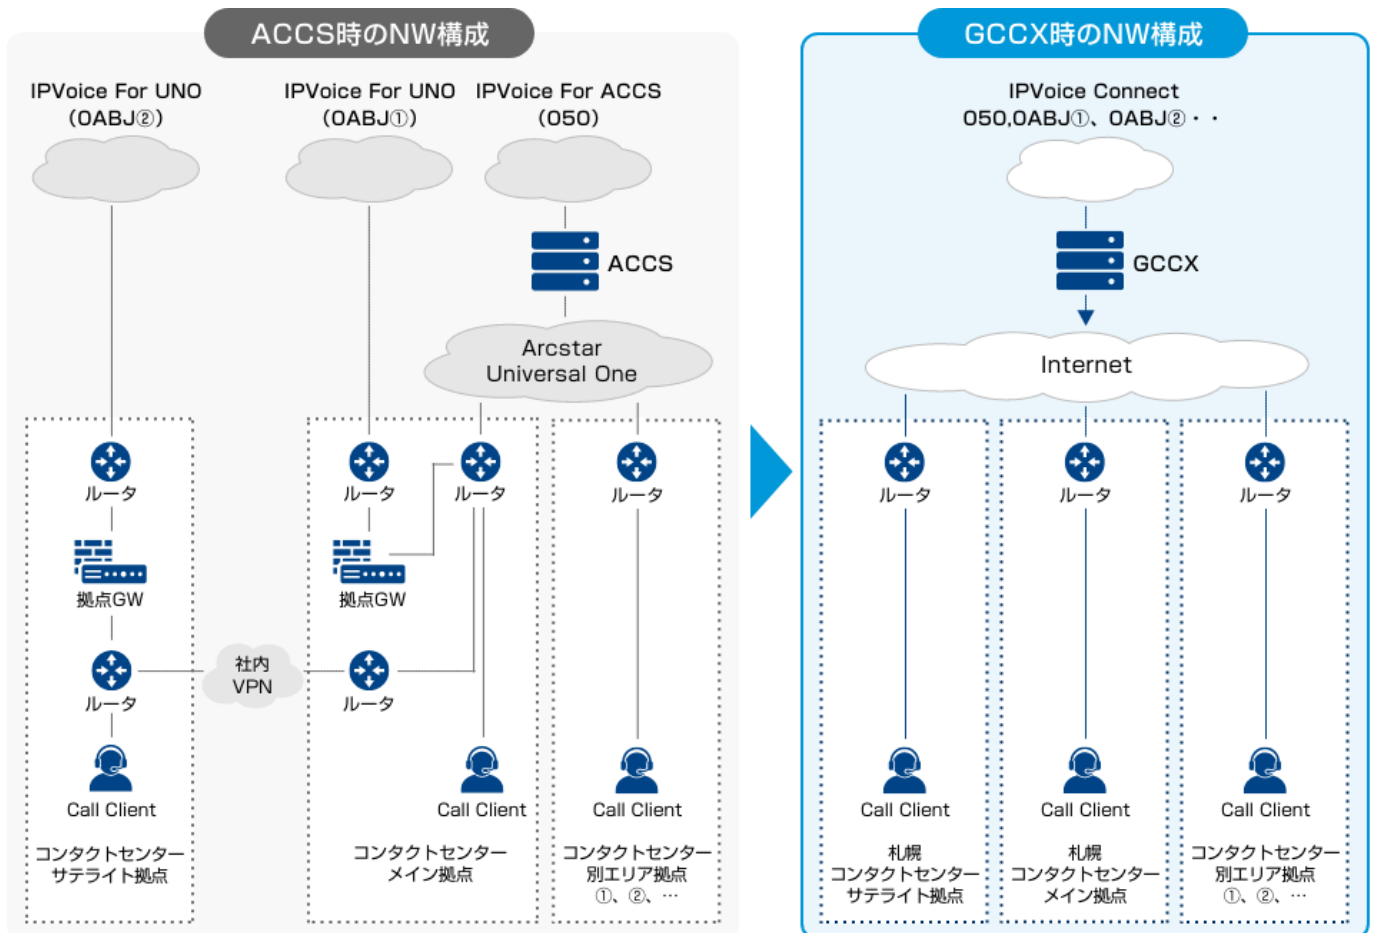 ACCS時のNW構成
IPVoice For UNO
（0ABJ②）
IPVoice For UNO
（0ABJ①）
IPVoice For ACCS
（050）
ACCS
Arcstar
Universal One
ルータ
ルータ
ルータ
ルータ
拠点GW
拠点GW
社内
VPN
ルータ
ルータ
Call Client
Call Client
Call Client
コンタクトセンター
サテライト拠点
コンタクトセンター
メイン拠点
コンタクトセンター
別エリア拠点
①、②、…
GCCX時のNW構成
IPVoice Connect
050,0ABJ①、0ABJ②・・
GCCX
Internet
ルータ
ルータ
ルータ
Call Client
Call Client
Call Client
札幌
コンタクトセンター
サテライト拠点
札幌
コンタクトセンター
メイン拠点
コンタクトセンター
別エリア拠点
①、②、…